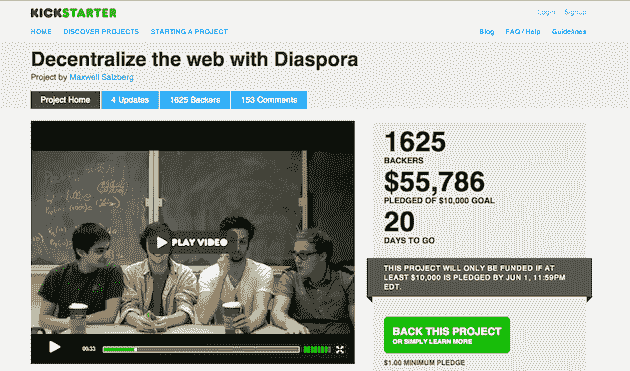 KICKSTARTER
Login Signup
HOME DISCOVER PROJECTS STARTING A PROJECT
Blog FAQ / Help Guidelines
Decentralize the web with Diaspora
Project by Maxwell Salzberg
Project Home 4 Updates 1625 Backers 153 Comments
1625
BACKERS
$55,786
PLEDGED OF $10,000 GOAL
20
DAYS TO GO
PLAY VIDEO
THIS PROJECT WILL ONLY BE FUNDED IF AT
LEAST $10,000 IS PLEDGED BY JUN 1, 11:59PM
EDT.
BACK THIS PROJECT
OR SIMPLY LEARN MORE
00:33
$1.00 MINIMUM PLEDGE